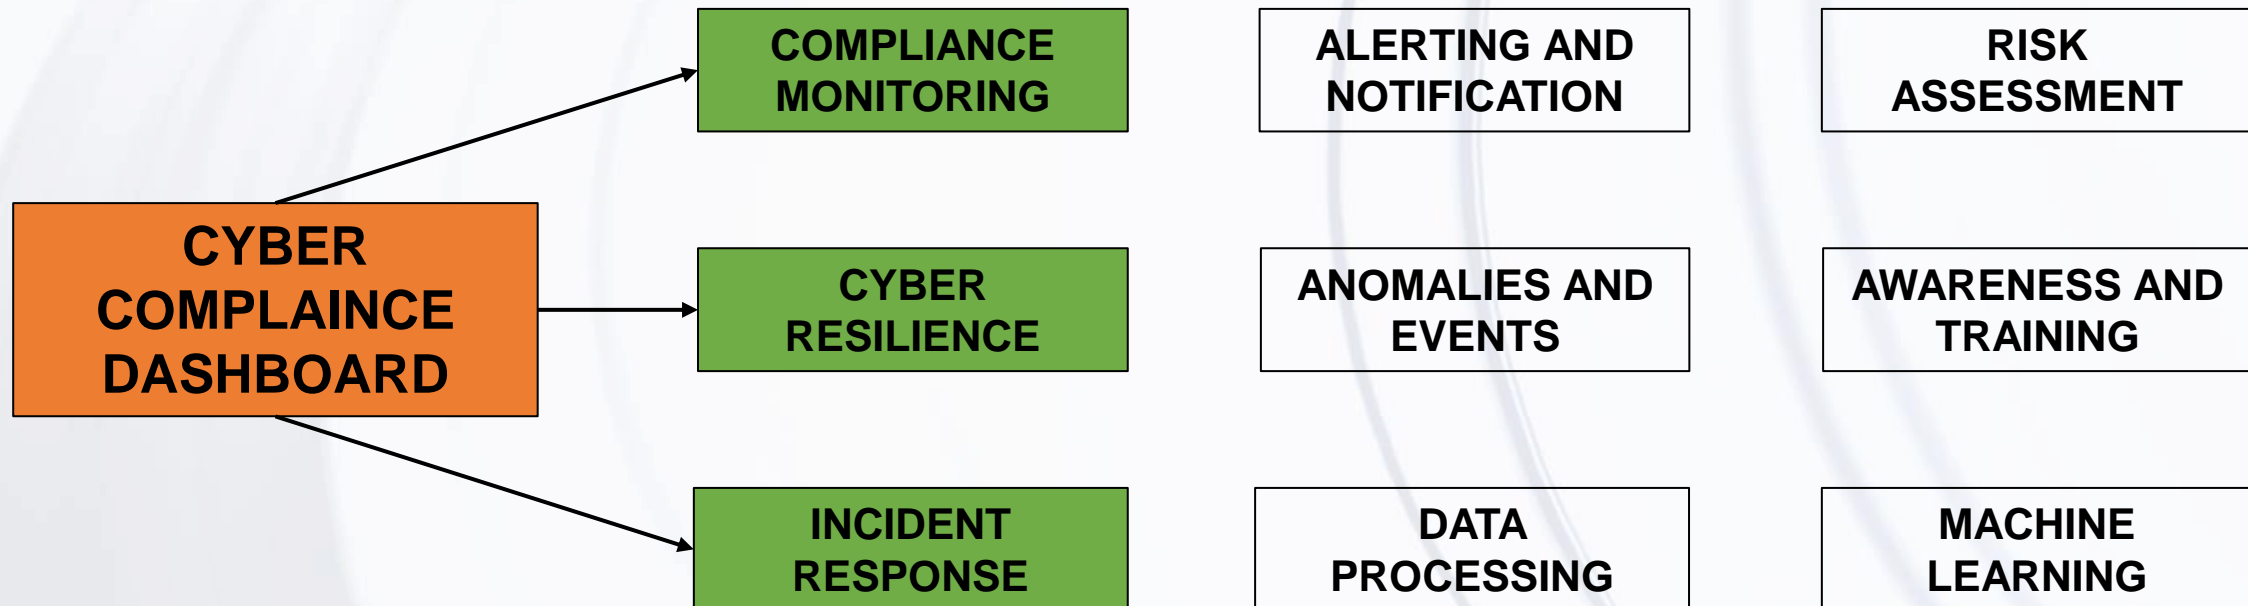 COMPLIANCE
MONITORING
ALERTING AND
NOTIFICATION
RISK
ASSESSMENT
CYBER
COMPLAINCE
DASHBOARD
CYBER
RESILIENCE
ANOMALIES AND
EVENTS
AWARENESS AND
TRAINING
INCIDENT
RESPONSE
DATA
PROCESSING
MACHINE
LEARNING